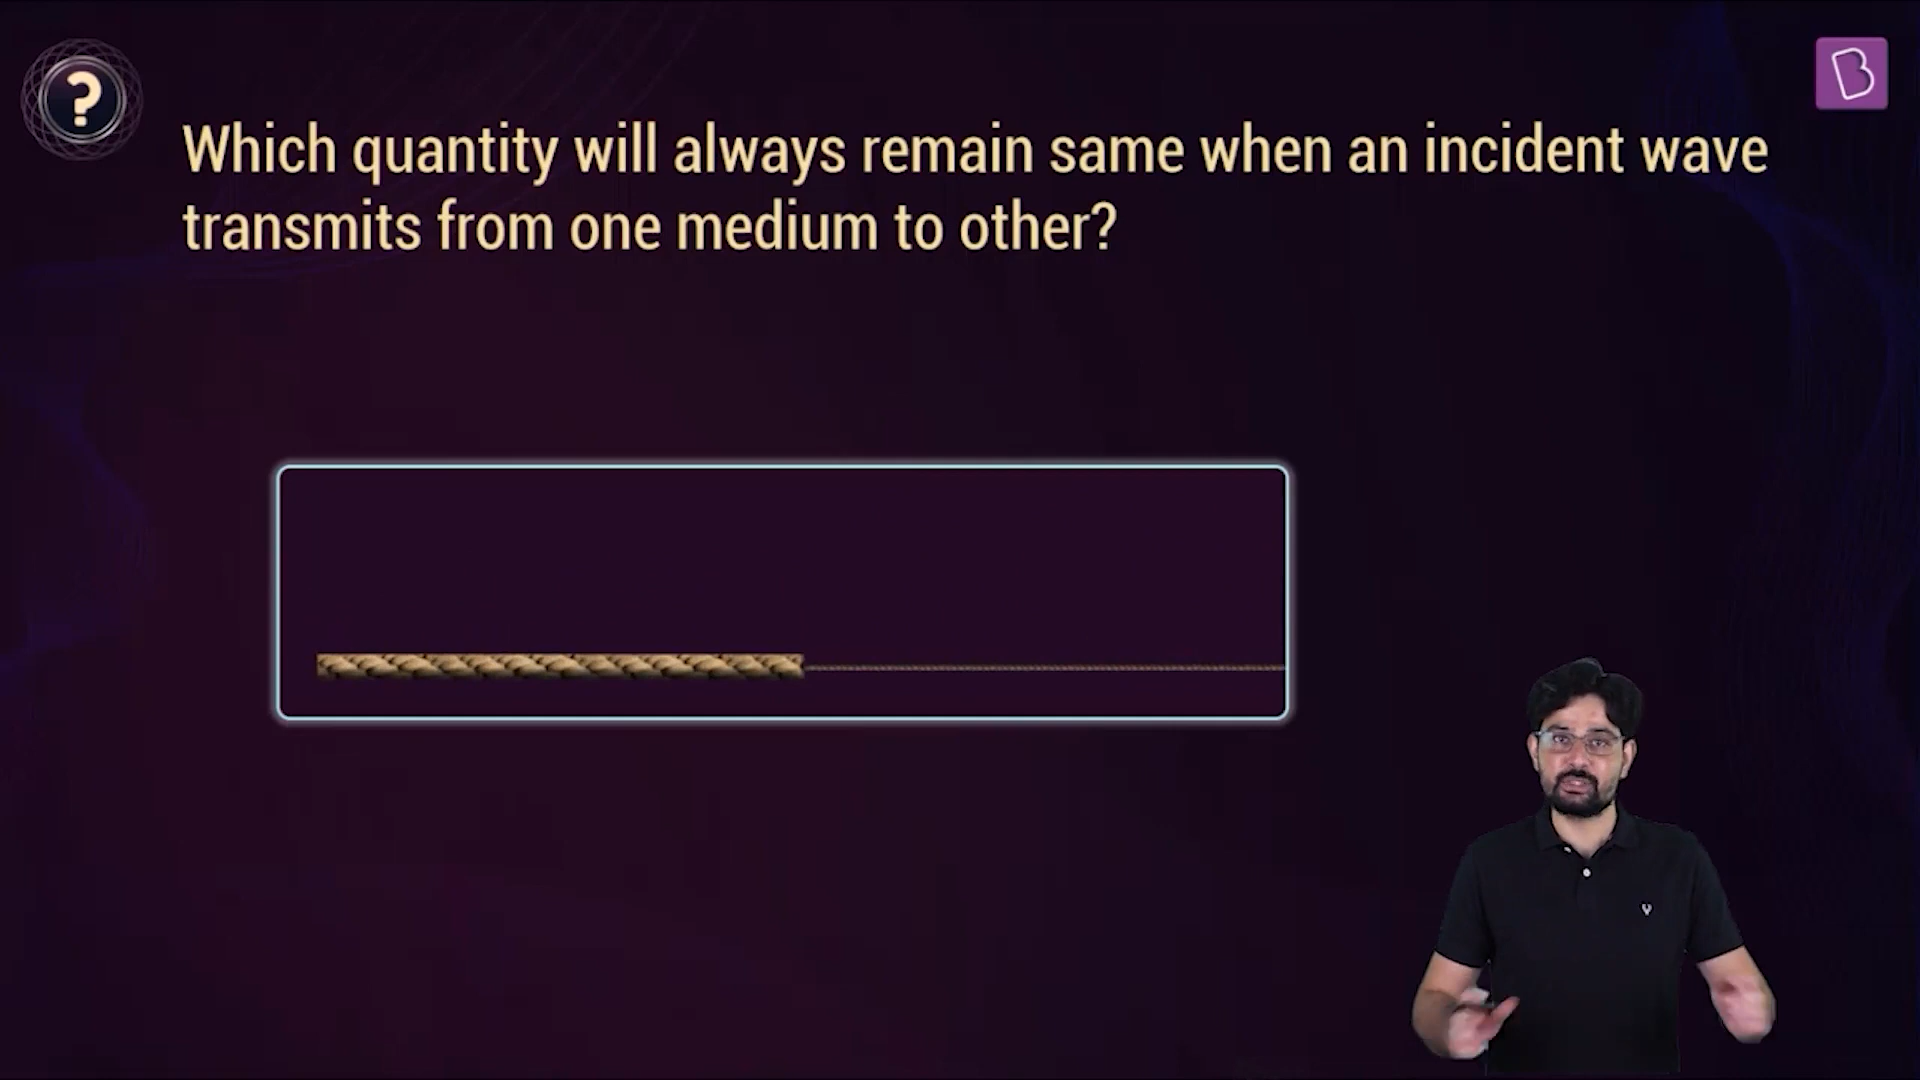 ?
B
Which quantity will always remain same when an incident wave
transmits from one medium to other?